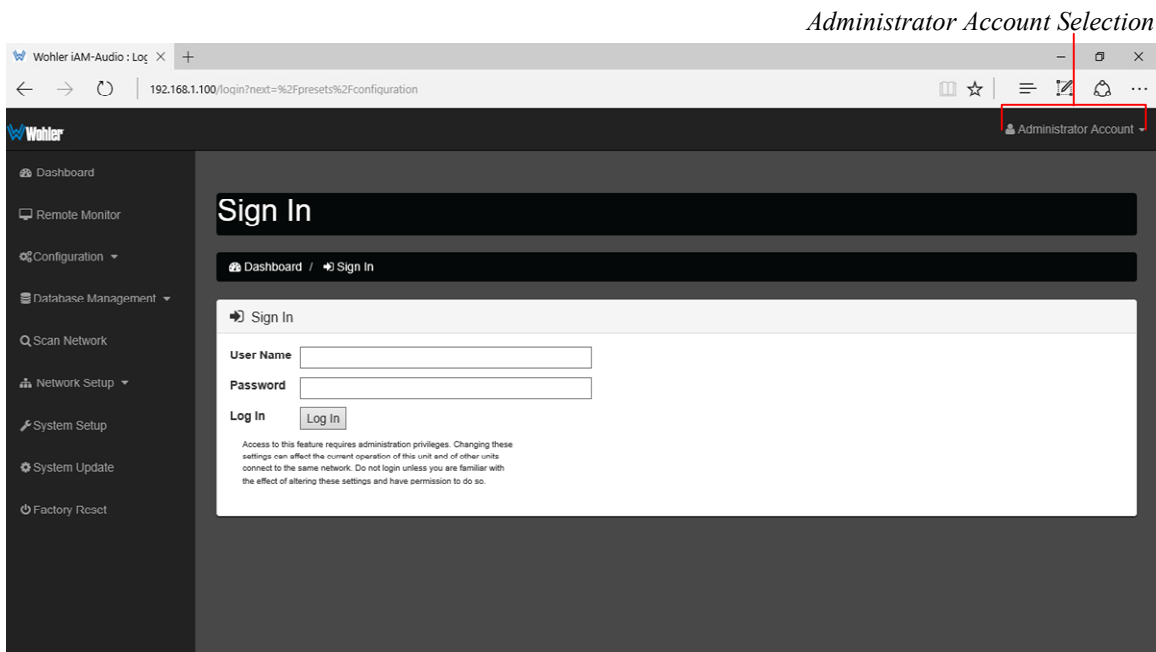 Administrator Account Selection
Wohler iAM-Audio : Log
192.168.1.100/login?next=%2Fpresets%2Fconfiguration
Wohler
Administrator Account
Dashboard
Remote Monitor
Configuration
Database Management
Scan Network
Network Setup
System Setup
System Update
Factory Reset
Sign In
Dashboard / Sign In
Sign In
User Name
Password
Log In
Log In
Access to this feature requires administration privileges. Changing these
settings can affect the current operation of this unit and of other units
connect to the same network. Do not login unless you are familiar with
the effect of altering these settings and have permission to do so.